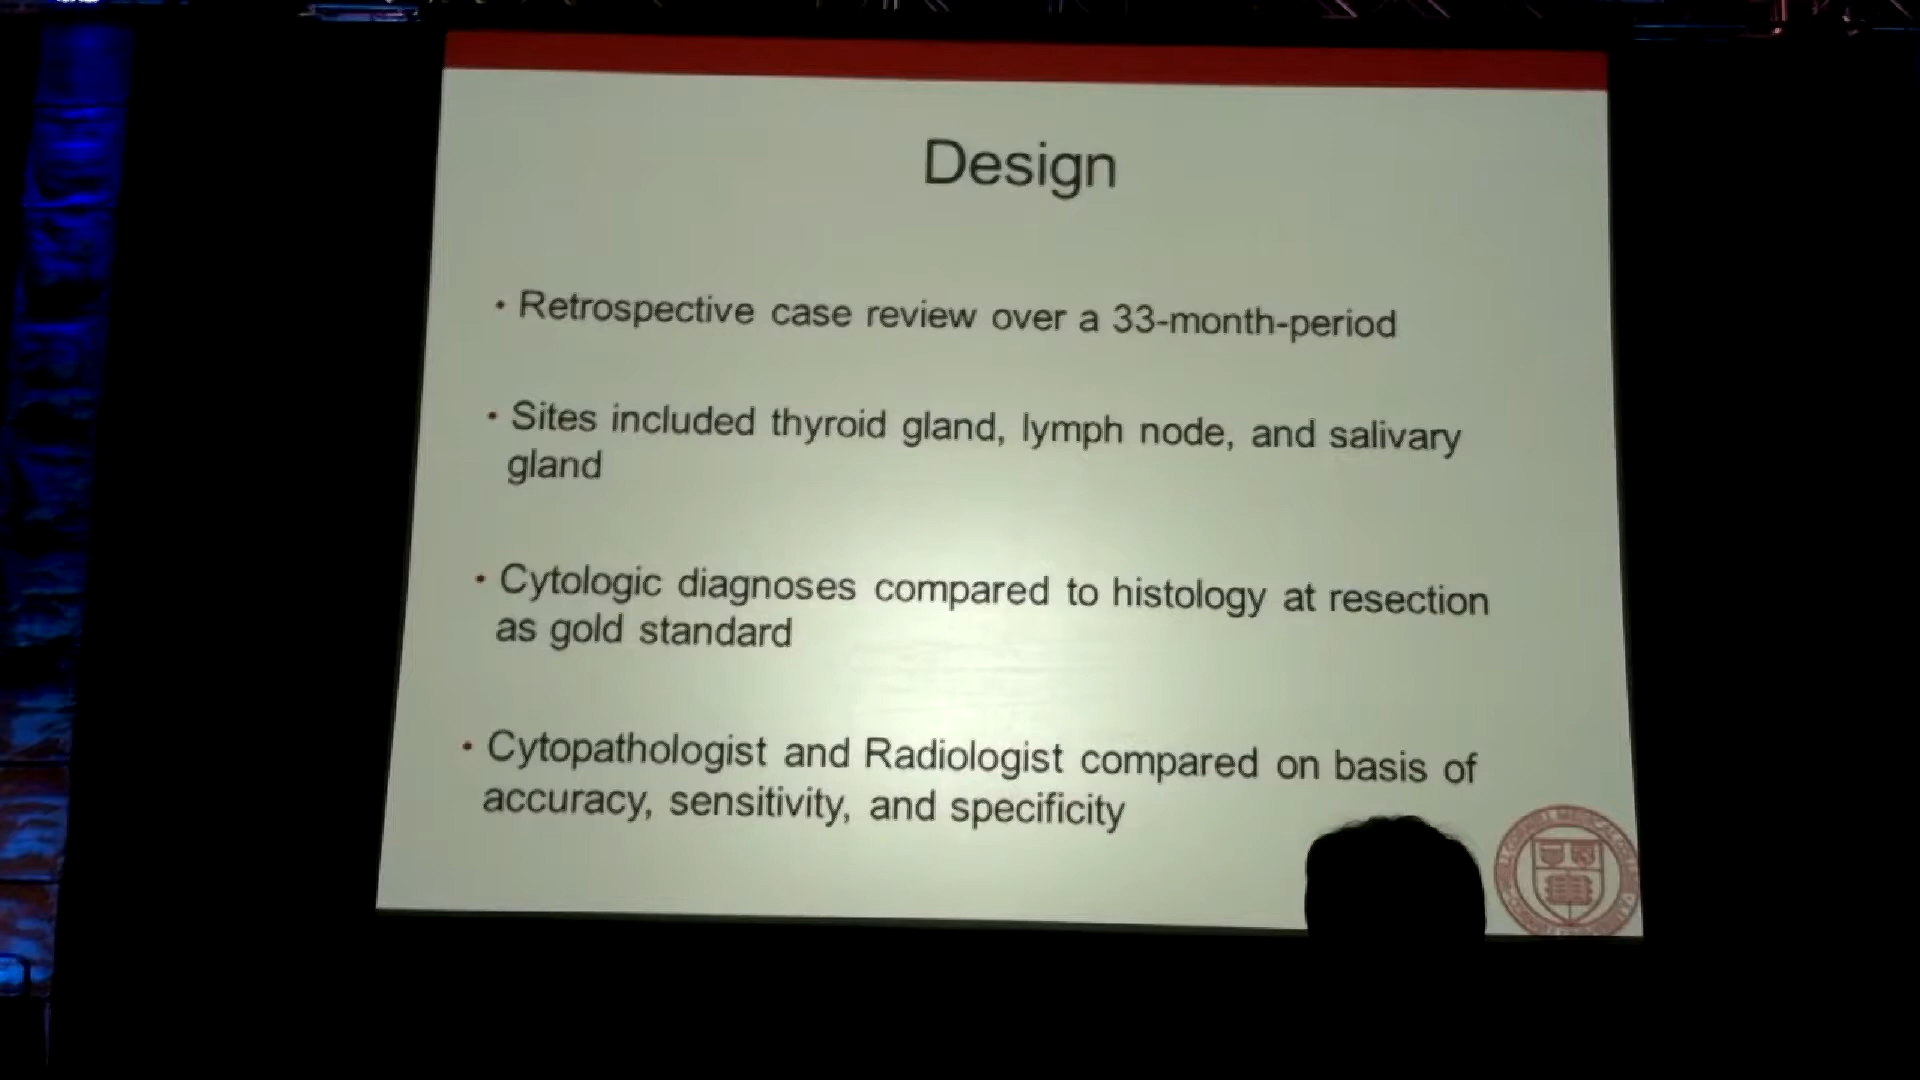 Design
• Retrospective case review over a 33-month-period
• Sites included thyroid gland, lymph node, and salivary
gland
• Cytologic diagnoses compared to histology at resection
as gold standard
• Cytopathologist and Radiologist compared on basis of
accuracy, sensitivity, and specificity